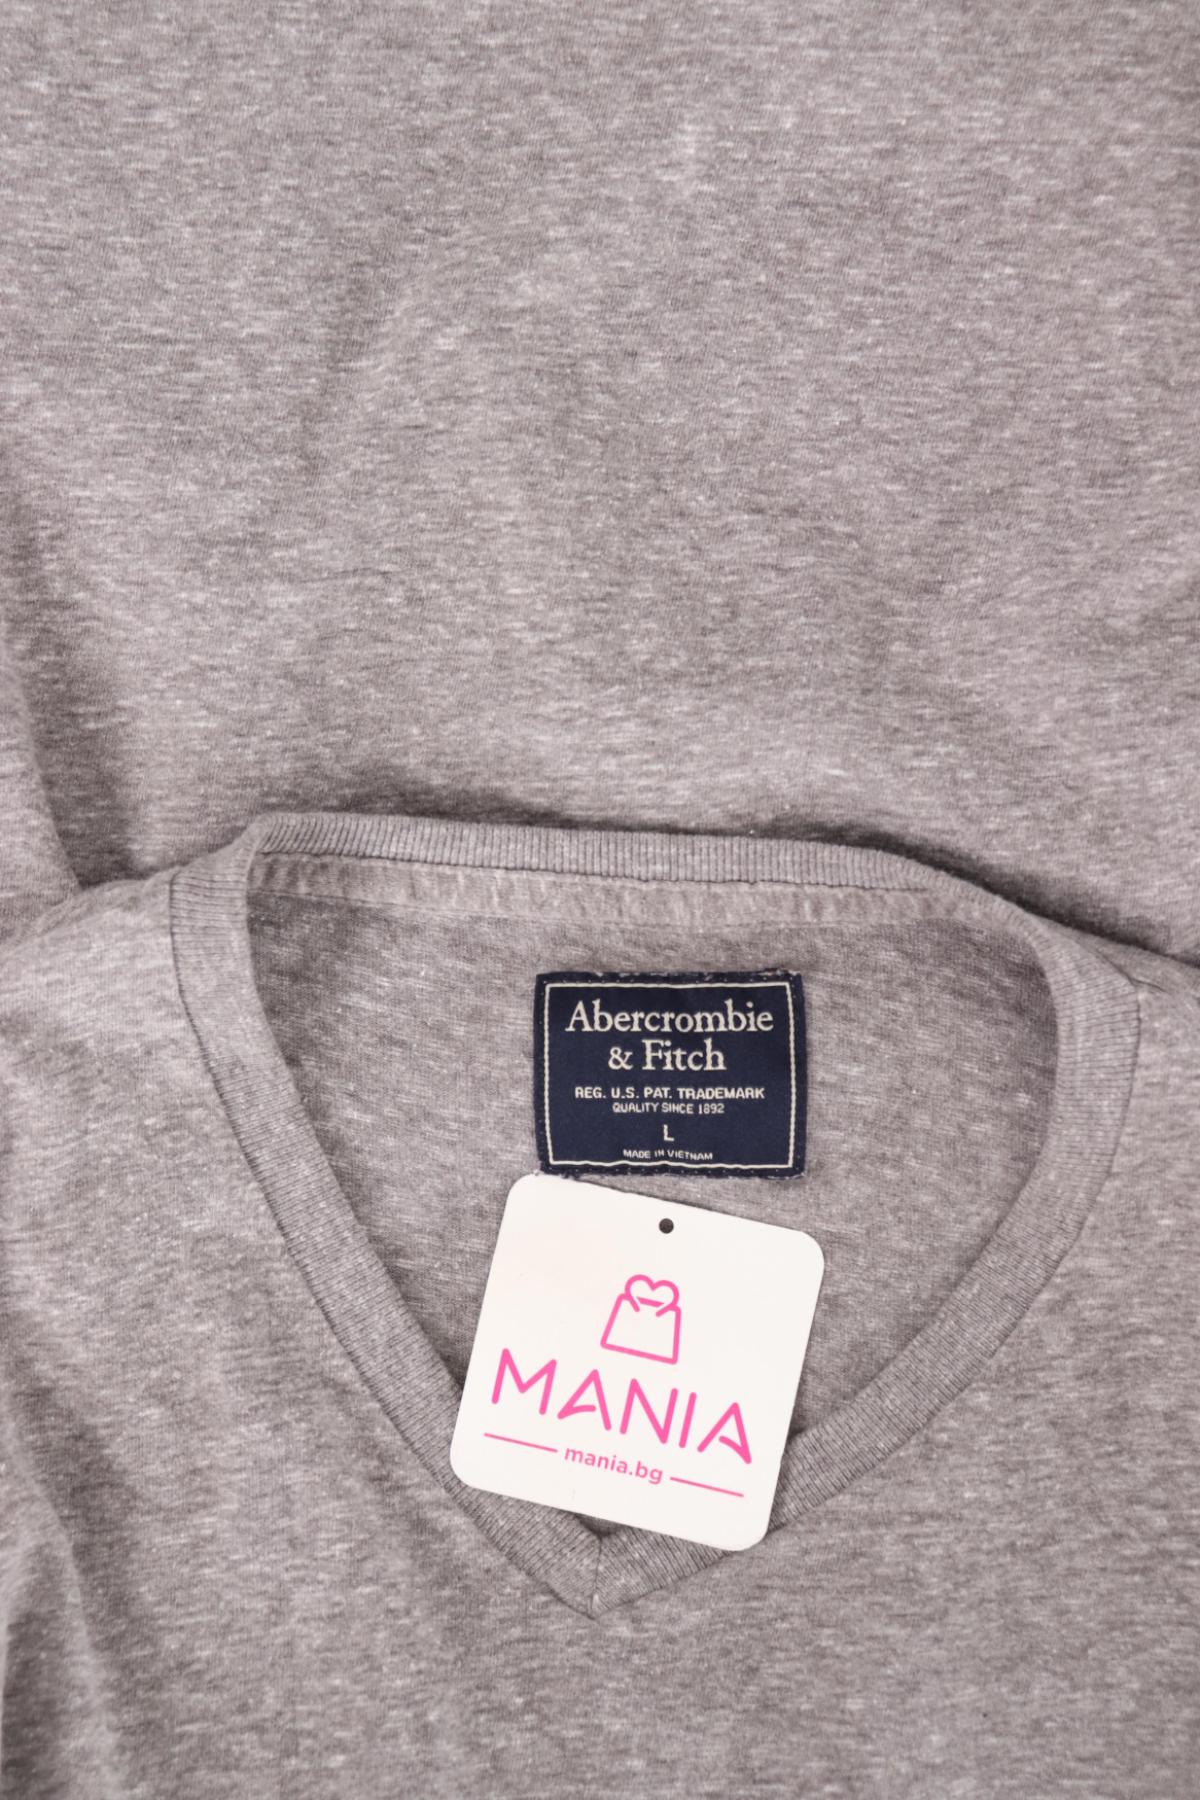 Abercrombie
& Fitch
REG. U.S. PAT. TRADEMARK
QUALITY SINCE 1892
L
MADE IN VIETNAM
MANIA
mania.bg